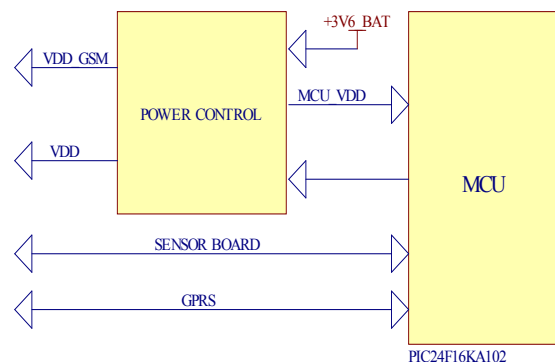 +3V6_BAT
VDD_GSM
MCU_VDD
POWER CONTROL
VDD
MCU
SENSOR BOARD
GPRS
PIC24F16KA102